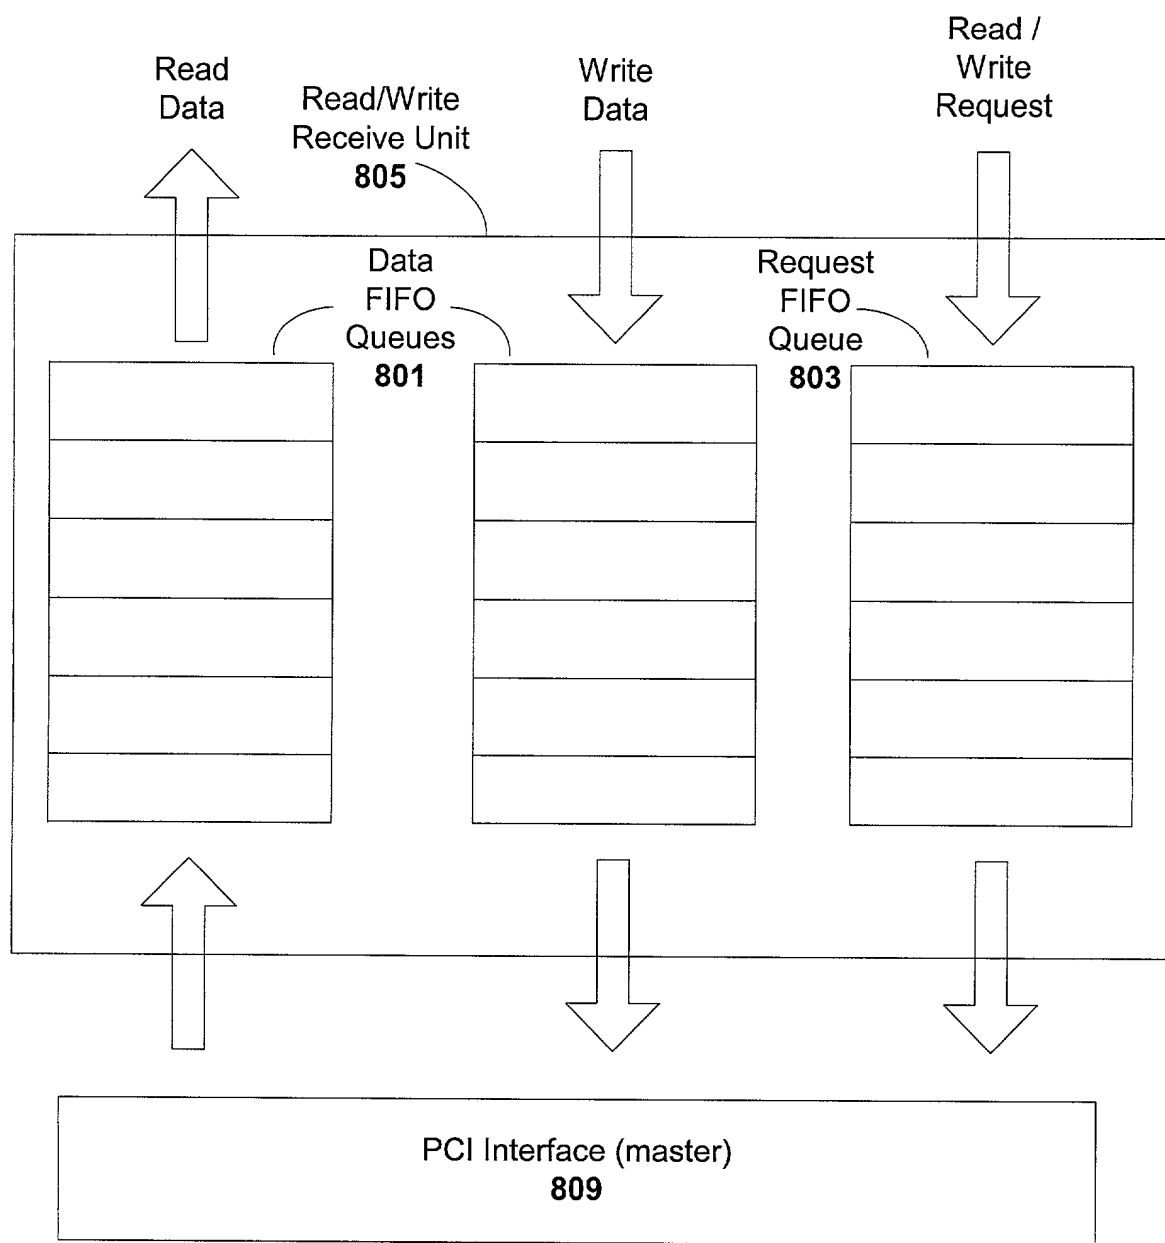 Read
Data
Read/Write
Receive Unit
805
Write
Data
Read /
Write
Request
Data
FIFO
Queues
801
Request
FIFO
Queue
803
PCI Interface (master)
809